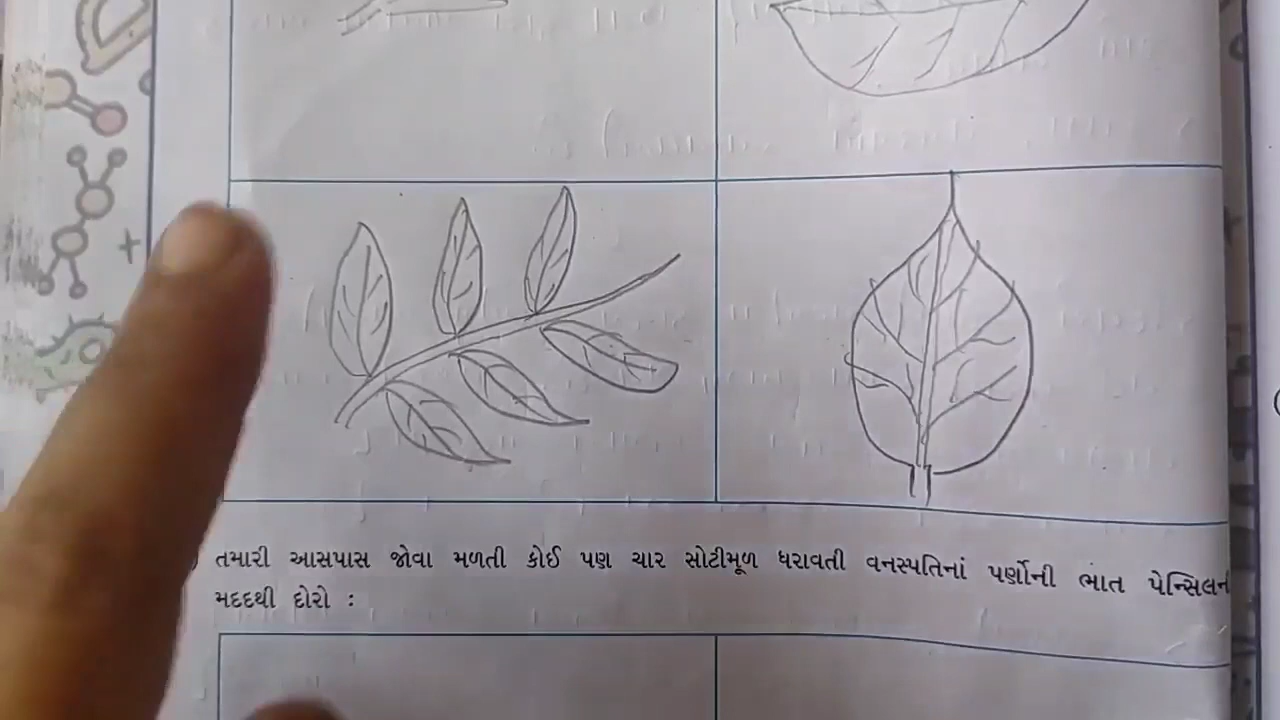 તમારી આસપાસ જોવા મળતી કોઈ પણ ચાર સોટીમૂળ ધરાવતી વનસ્પતિનાં પર્ણોની ભાત પેન્સિલની
મદદથી દોરો :